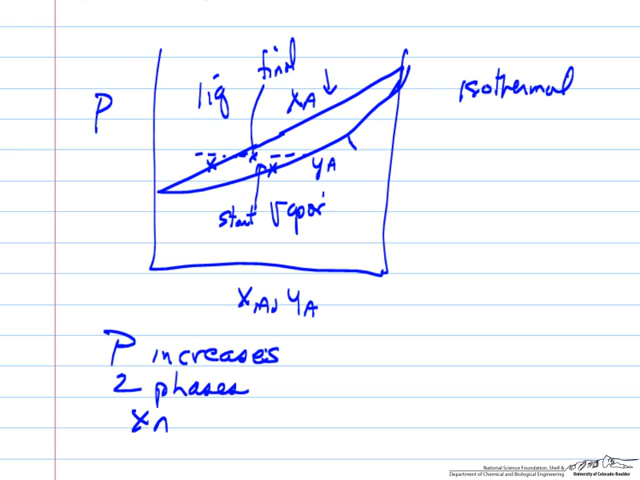 final
liq
xA ↓
isothermal
P
yA
start vapor
xA, yA
P increases
2 phases
National Science Foundation, Shell &
Department of Chemical and Biological Engineering
University of Colorado Boulder